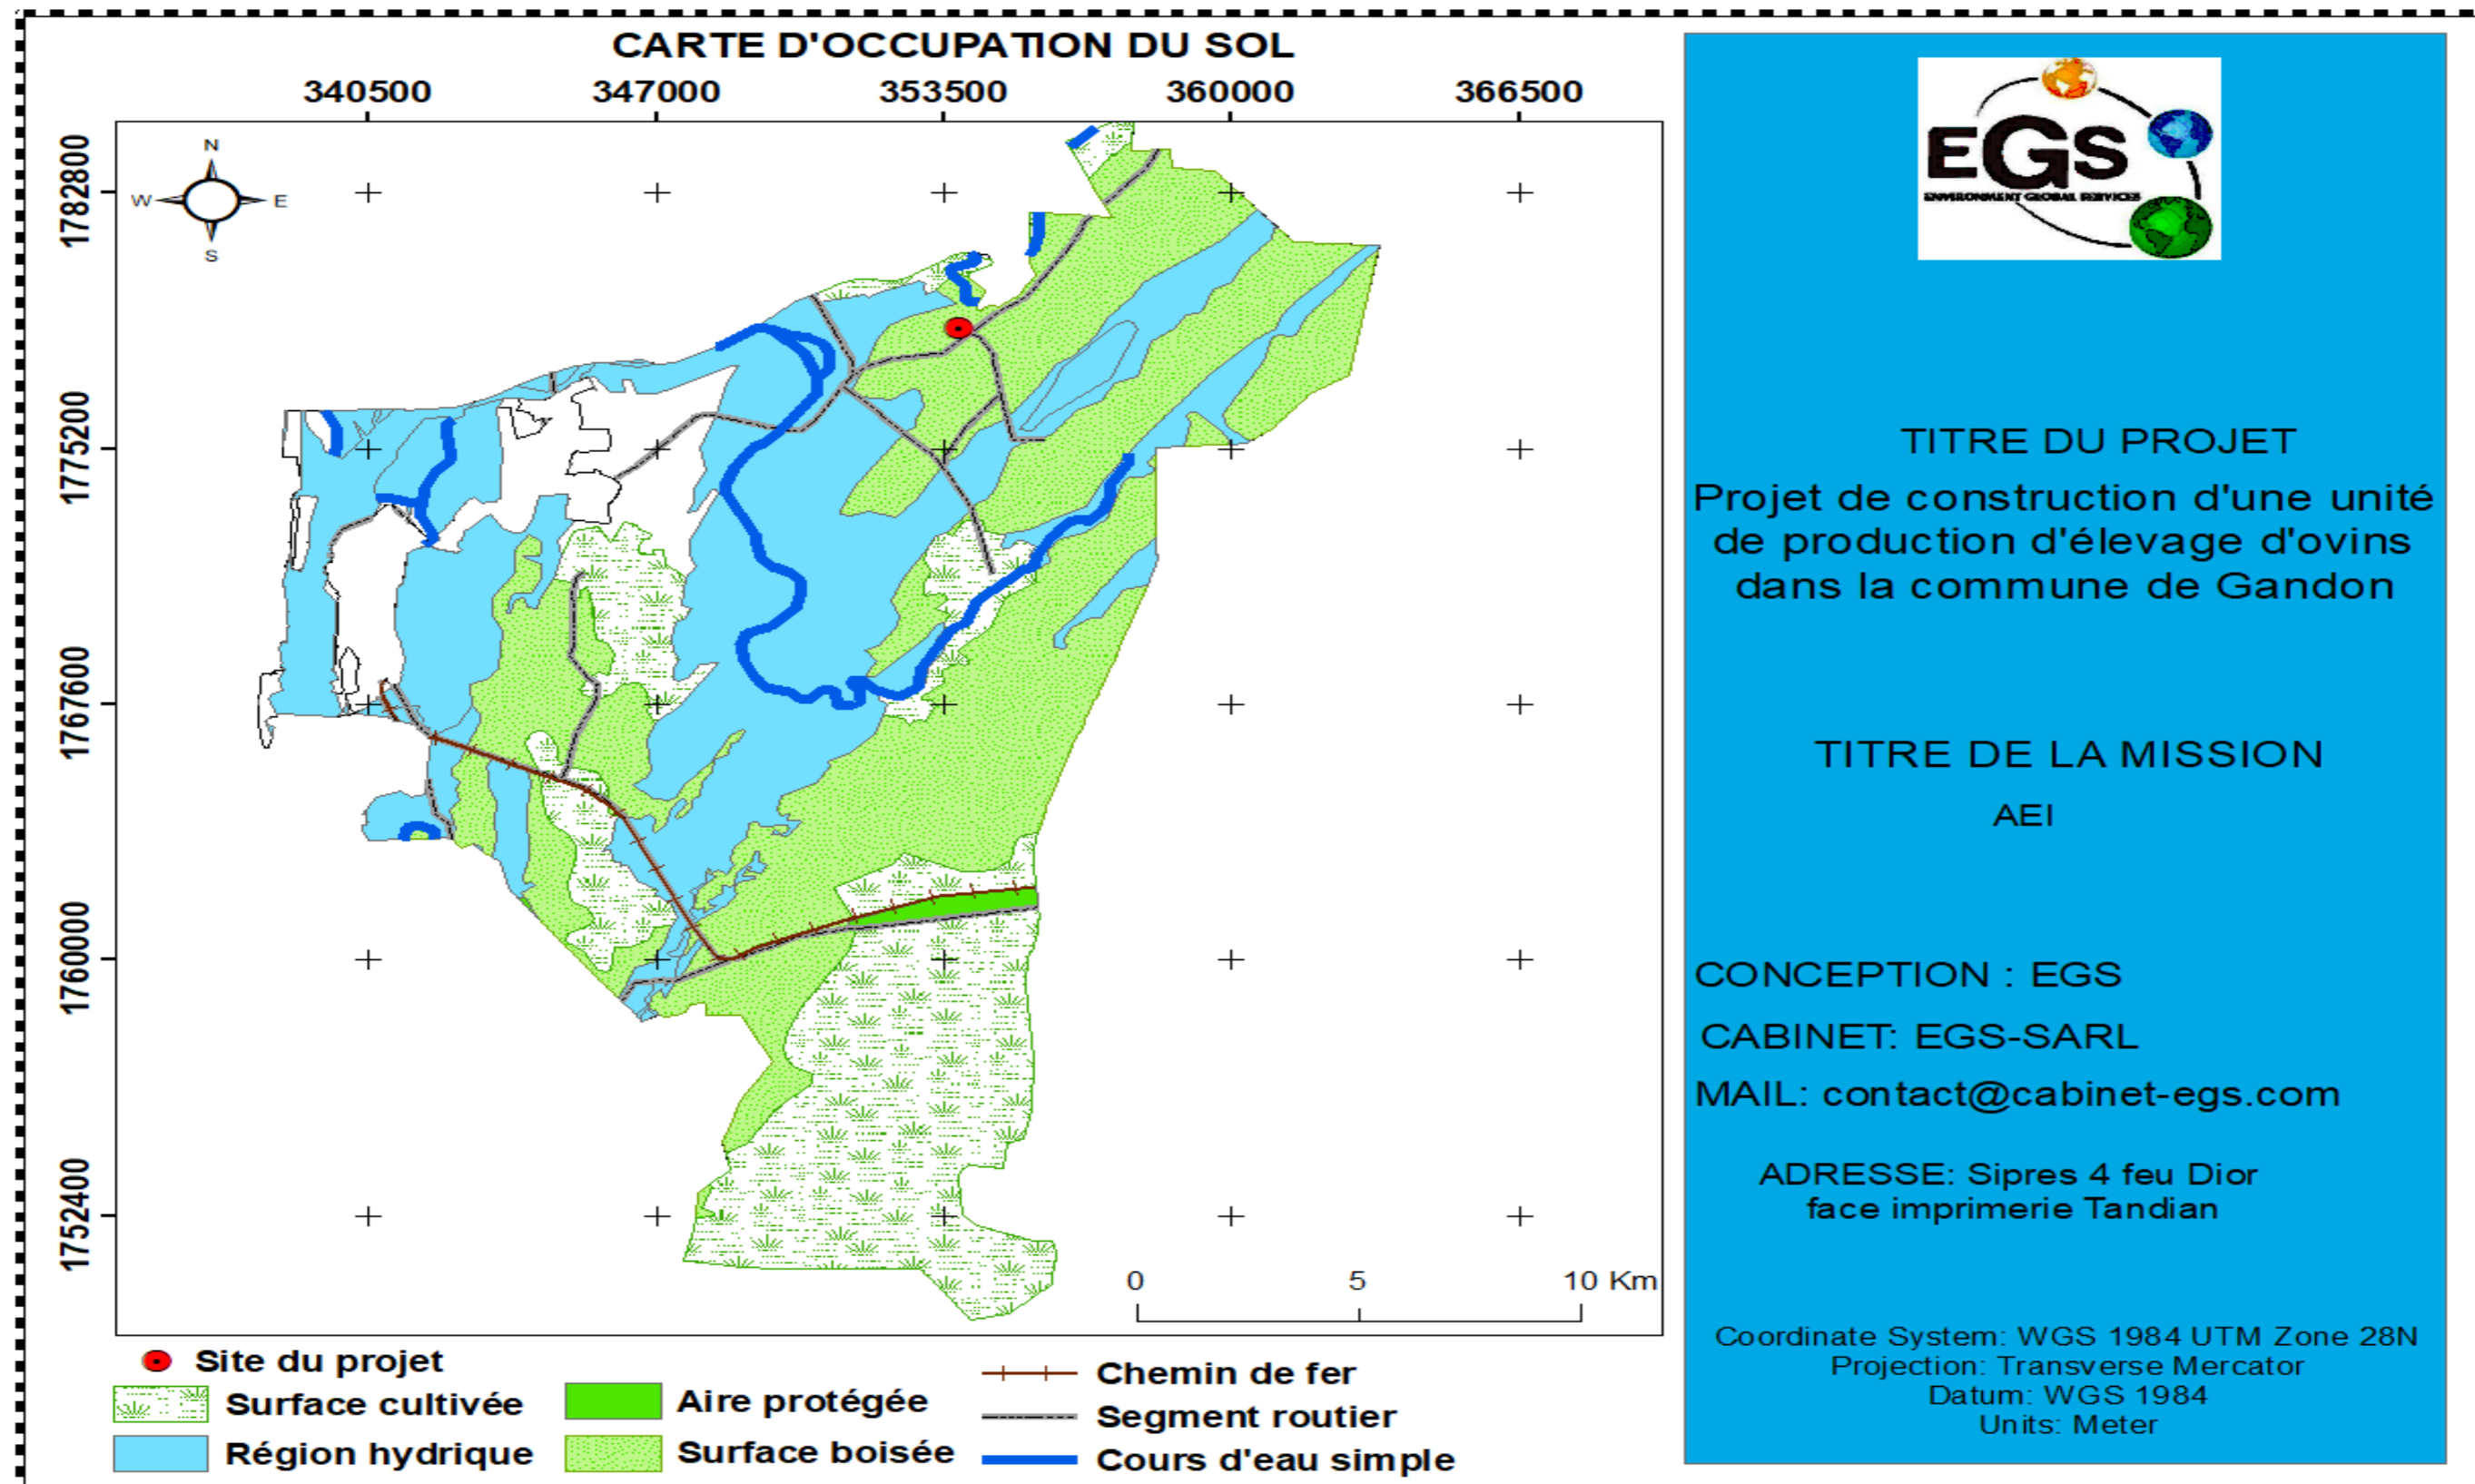 CARTE D'OCCUPATION DU SOL
340500 347000 353500 360000 366500
1782800
1775200
1767600
1760000
1752400
N
W E
S
0 5 10 Km
Site du projet
Surface cultivée
Région hydrique
Aire protégée
Surface boisée
Chemin de fer
Segment routier
Cours d'eau simple
EGS
ENVIRONMENT GLOBAL SERVICES
TITRE DU PROJET
Projet de construction d'une unité
de production d'élevage d'ovins
dans la commune de Gandon
TITRE DE LA MISSION
AEI
CONCEPTION : EGS
CABINET: EGS-SARL
MAIL: contact@cabinet-egs.com
ADRESSE: Sipres 4 feu Dior
face imprimerie Tandian
Coordinate System: WGS 1984 UTM Zone 28N
Projection: Transverse Mercator
Datum: WGS 1984
Units: Meter